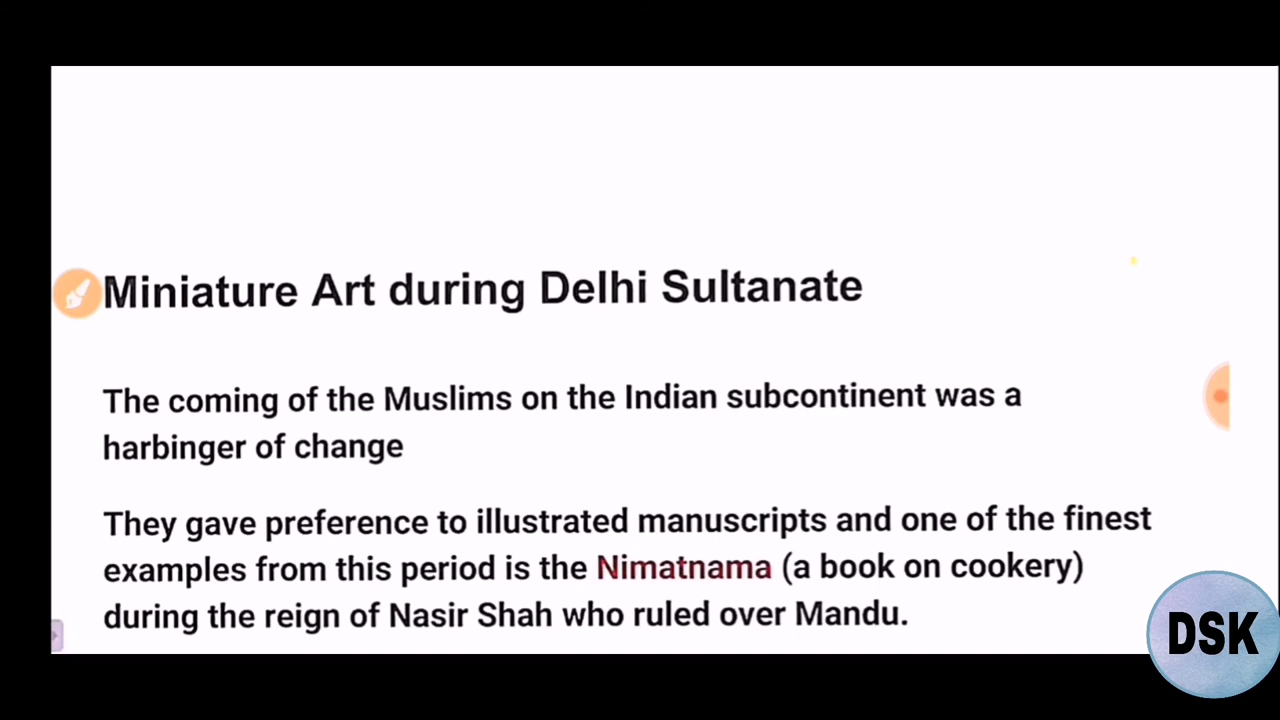 Miniature Art during Delhi Sultanate
The coming of the Muslims on the Indian subcontinent was a
harbinger of change
They gave preference to illustrated manuscripts and one of the finest
examples from this period is the Nimatnama (a book on cookery)
during the reign of Nasir Shah who ruled over Mandu.
DSK